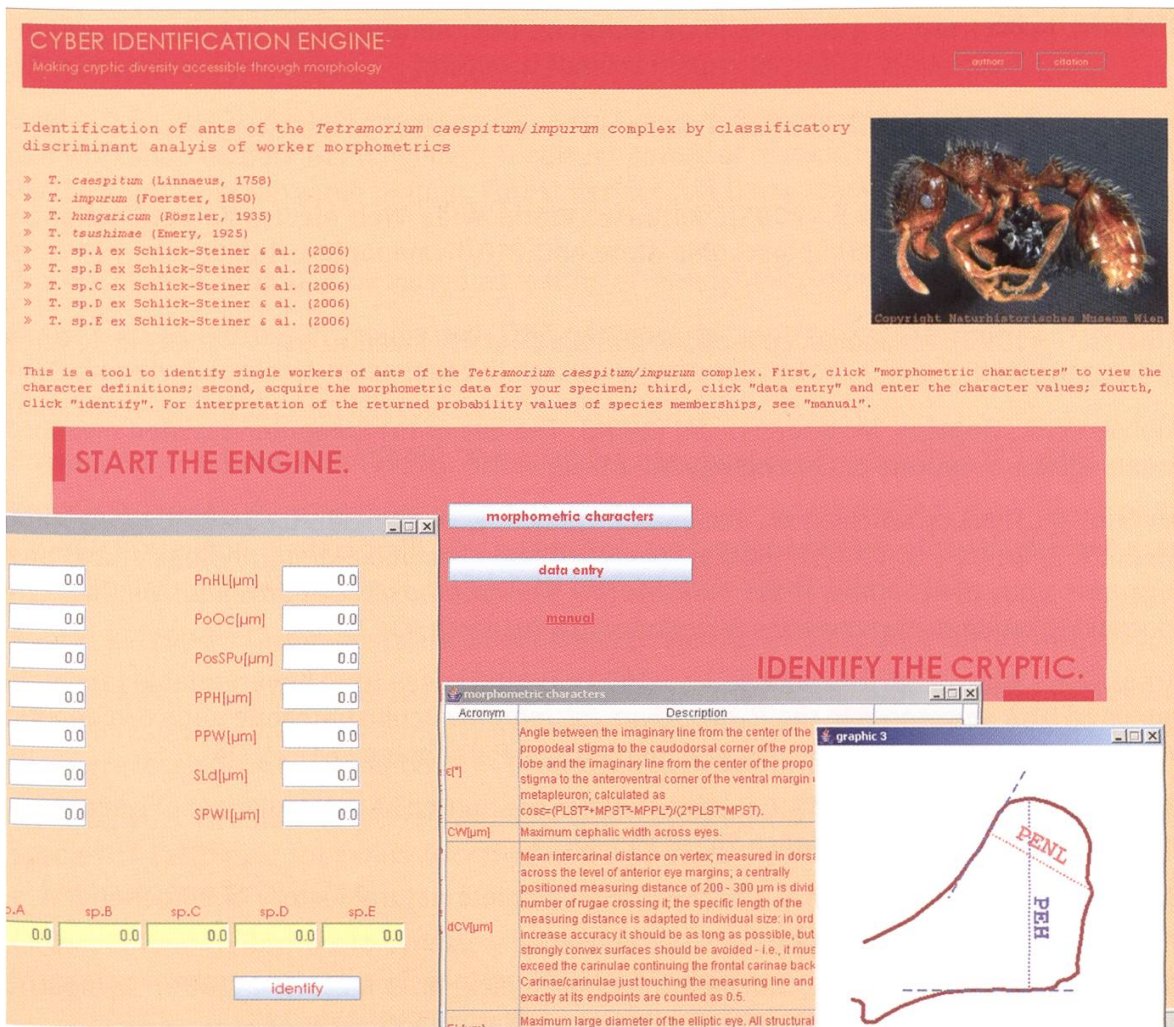 CYBER IDENTIFICATION ENGINE
Making cryptic diversity accessible through morphology
authors
citation
Identification of ants of the Tetramorium caespitum/impurum complex by classificatory
discriminant analyis of worker morphometrics
» T. caespitum (Linnaeus, 1758)
» T. impurum (Foerster, 1850)
» T. hungaricum (Röszler, 1935)
» T. tsushimae (Emery, 1925)
» T. sp.A ex Schlick-Steiner & al. (2006)
» T. sp.B ex Schlick-Steiner & al. (2006)
» T. sp.C ex Schlick-Steiner & al. (2006)
» T. sp.D ex Schlick-Steiner & al. (2006)
» T. sp.E ex Schlick-Steiner & al. (2006)
Copyright Naturhistorisches Museum Wien
This is a tool to identify single workers of ants of the Tetramorium caespitum/impurum complex. First, click "morphometric characters" to view the
character definitions; second, acquire the morphometric data for your specimen; third, click "data entry" and enter the character values; fourth,
click "identify". For interpretation of the returned probability values of species memberships, see "manual".
START THE ENGINE.
morphometric characters
data entry
manual
IDENTIFY THE CRYPTIC.
0.0 PnHL[µm] 0.0
0.0 PoOc[µm] 0.0
0.0 PosSPu[µm] 0.0
0.0 PPH[µm] 0.0
0.0 PPW[µm] 0.0
0.0 SLd[µm] 0.0
0.0 SPWI[µm] 0.0
p.A sp.B sp.C sp.D sp.E
0.0 0.0 0.0 0.0 0.0
identify
morphometric characters
Acronym Description
Angle between the imaginary line from the center of the
propodeal stigma to the caudodorsal corner of the prop
lobe and the imaginary line from the center of the propo
ε[°] stigma to the anteroventral corner of the ventral margin
metapleuron; calculated as
cosε=(PLST²+MPST²-MPPL²)/(2*PLST*MPST).
CW[µm] Maximum cephalic width across eyes.
Mean intercarinal distance on vertex; measured in dorsa
across the level of anterior eye margins; a centrally
positioned measuring distance of 200 - 300 µm is divid
number of rugae crossing it; the specific length of the
measuring distance is adapted to individual size: in ord
dCV[µm] increase accuracy it should be as long as possible, but
strongly convex surfaces should be avoided - i.e., it mus
exceed the carinulae continuing the frontal carinae back
Carinae/carinulae just touching the measuring line and
exactly at its endpoints are counted as 0.5.
Maximum large diameter of the elliptic eye. All structural
graphic 3
PENL
PEH